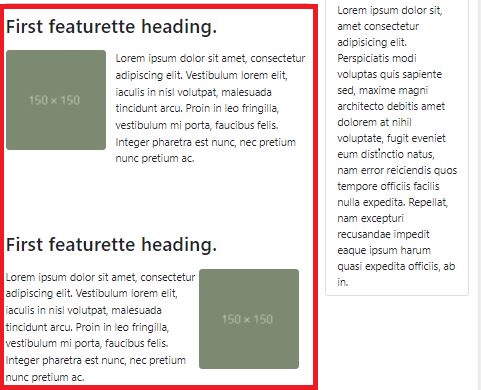 First featurette heading.
150 × 150
Lorem ipsum dolor sit amet, consectetur
adipiscing elit. Vestibulum lorem ipsum,
iaculis in nisl volutpat, malesuada
tincidunt arcu. Proin in leo fringilla,
vestibulum mi porta, faucibus felis.
Integer pharetra est nunc, nec pretium
nunc pretium ac.
First featurette heading.
Lorem ipsum dolor sit amet, consectetur
adipiscing elit. Vestibulum lorem ipsum,
iaculis in nisl volutpat, malesuada
tincidunt arcu. Proin in leo fringilla,
vestibulum mi porta, faucibus felis.
Integer pharetra est nunc, nec pretium
nunc pretium ac.
150 × 150
Lorem ipsum dolor sit,
amet consectetur
adipisicing elit.
Perspiciatis modi
voluptas quis sapiente
sed, maxime magni
architecto debitis amet
dolorem at nihil
voluptate, fugit eveniet
eum distinctio natus,
nam error reiciendis quos
tempore officiis facilis
nulla expedita. Repellat,
nam excepturi
recusandae impedit
eaque ipsum harum
quasi expedita officiis, ab
in.